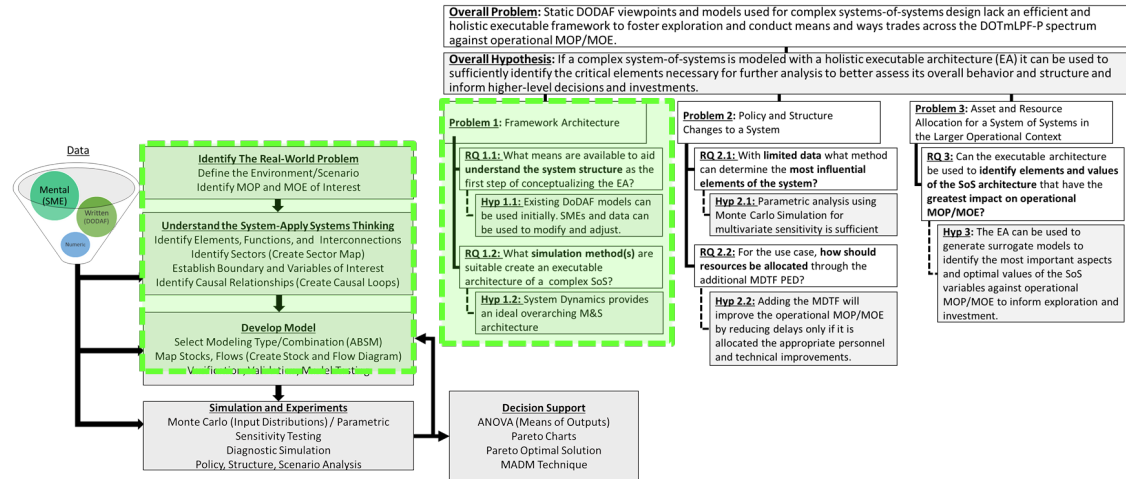 Overall Problem: Static DODAF viewpoints and models used for complex systems-of-systems design lack an efficient and
holistic executable framework to foster exploration and conduct means and ways trades across the DOTmLPF-P spectrum
against operational MOP/MOE.
Overall Hypothesis: If a complex system-of-systems is modeled with a holistic executable architecture (EA) it can be used to
sufficiently identify the critical elements necessary for further analysis to better assess its overall behavior and structure and
inform higher-level decisions and investments.
Data
Mental
(SME)
Written
(DODAF)
Numeric
Identify The Real-World Problem
Define the Environment/Scenario
Identify MOP and MOE of Interest
Understand the System-Apply Systems Thinking
Identify Elements, Functions, and Interconnections
Identify Sectors (Create Sector Map)
Establish Boundary and Variables of Interest
Identify Causal Relationships (Create Causal Loops)
Develop Model
Select Modeling Type/Combination (ABSM)
Map Stocks, Flows (Create Stock and Flow Diagram)
Verification, Validation, Model Testing
Simulation and Experiments
Monte Carlo (Input Distributions) / Parametric
Sensitivity Testing
Diagnostic Simulation
Policy, Structure, Scenario Analysis
Decision Support
ANOVA (Means of Outputs)
Pareto Charts
Pareto Optimal Solution
MADM Technique
Problem 1: Framework Architecture
RQ 1.1: What means are available to aid
understand the system structure as the
first step of conceptualizing the EA?
Hyp 1.1: Existing DoDAF models can
be used initially. SMEs and data can
be used to modify and adjust.
RQ 1.2: What simulation method(s) are
suitable create an executable
architecture of a complex SoS?
Hyp 1.2: System Dynamics provides
an ideal overarching M&S
architecture
Problem 2: Policy and Structure
Changes to a System
RQ 2.1: With limited data what method
can determine the most influential
elements of the system?
Hyp 2.1: Parametric analysis using
Monte Carlo Simulation for
multivariate sensitivity is sufficient
RQ 2.2: For the use case, how should
resources be allocated through the
additional MDTF PED?
Hyp 2.2: Adding the MDTF will
improve the operational MOP/MOE
by reducing delays only if it is
allocated the appropriate personnel
and technical improvements.
Problem 3: Asset and Resource
Allocation for a System of Systems in
the Larger Operational Context
RQ 3: Can the executable architecture
be used to identify elements and
values of the SoS architecture that have the
greatest impact on operational
MOP/MOE?
Hyp 3: The EA can be used to
generate surrogate models to
identify the most important aspects
and optimal values of the SoS
variables against operational
MOP/MOE to inform exploration and
investment.